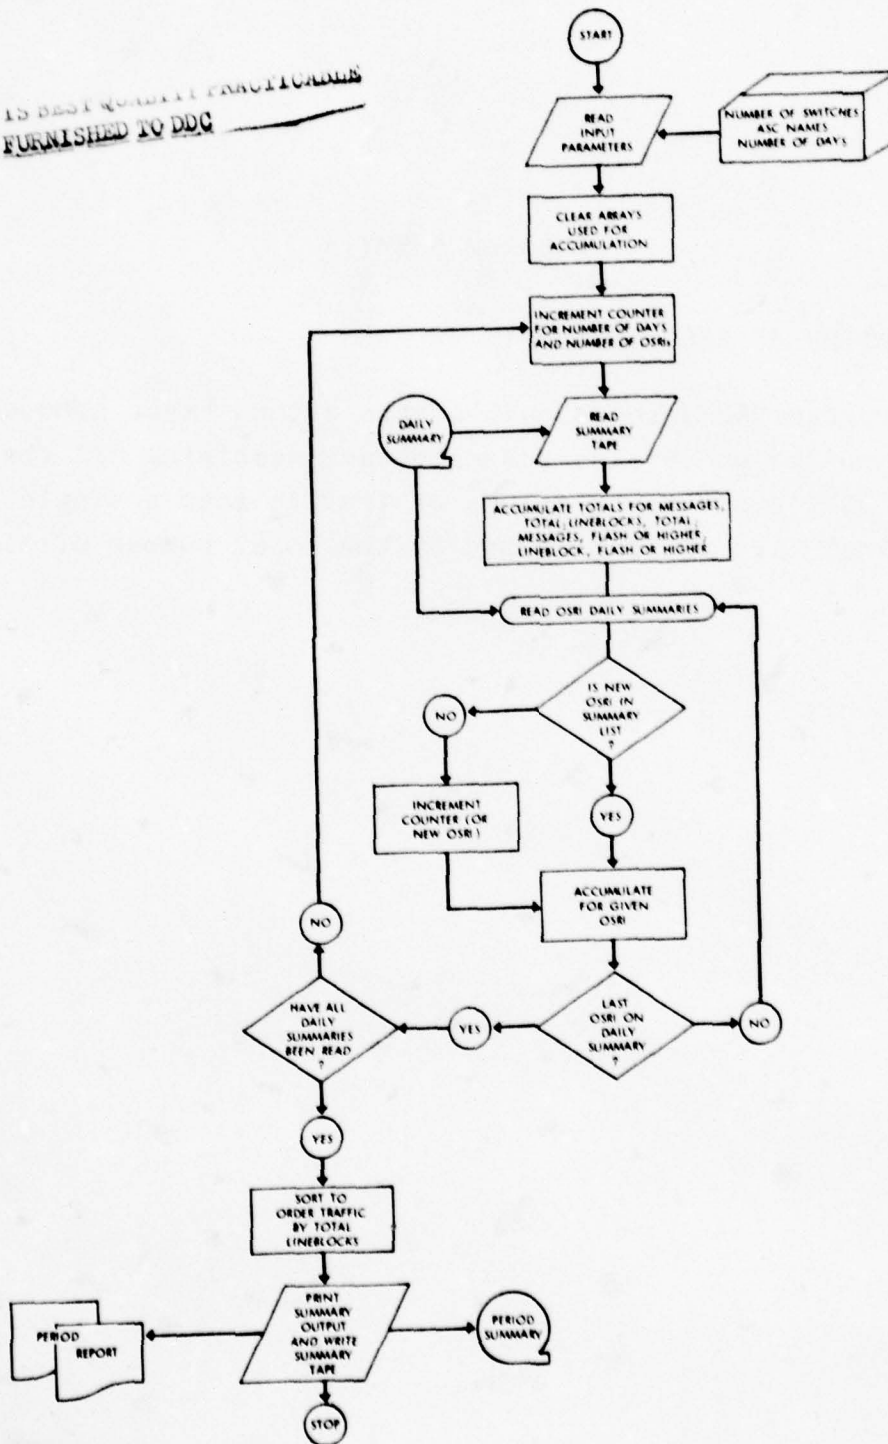 START
IS BEST QUALITY PRACTICABLE
FURNISHED TO DDC
READ
INPUT
PARAMETERS
NUMBER OF SWITCHES
ASC NAMES
NUMBER OF DAYS
CLEAR ARRAYS
USED FOR
ACCUMULATION
INCREMENT COUNTER
FOR NUMBER OF DAYS
AND NUMBER OF OSRIs
DAILY
SUMMARY
READ
SUMMARY
TAPE
ACCUMULATE TOTALS FOR MESSAGES,
TOTAL; LINEBLOCKS, TOTAL;
MESSAGES, FLASH OR HIGHER;
LINEBLOCK, FLASH OR HIGHER
READ OSRI DAILY SUMMARIES
IS NEW
OSRI IN
SUMMARY
LIST
?
NO
INCREMENT
COUNTER (OR
NEW OSRI)
YES
ACCUMULATE
FOR GIVEN
OSRI
NO
HAVE ALL
DAILY
SUMMARIES
BEEN READ
?
YES
LAST
OSRI ON
DAILY
SUMMARY
?
NO
YES
SORT TO
ORDER TRAFFIC
BY TOTAL
LINEBLOCKS
PERIOD
REPORT
PRINT
SUMMARY
OUTPUT
AND WRITE
SUMMARY
TAPE
PERIOD
SUMMARY
STOP